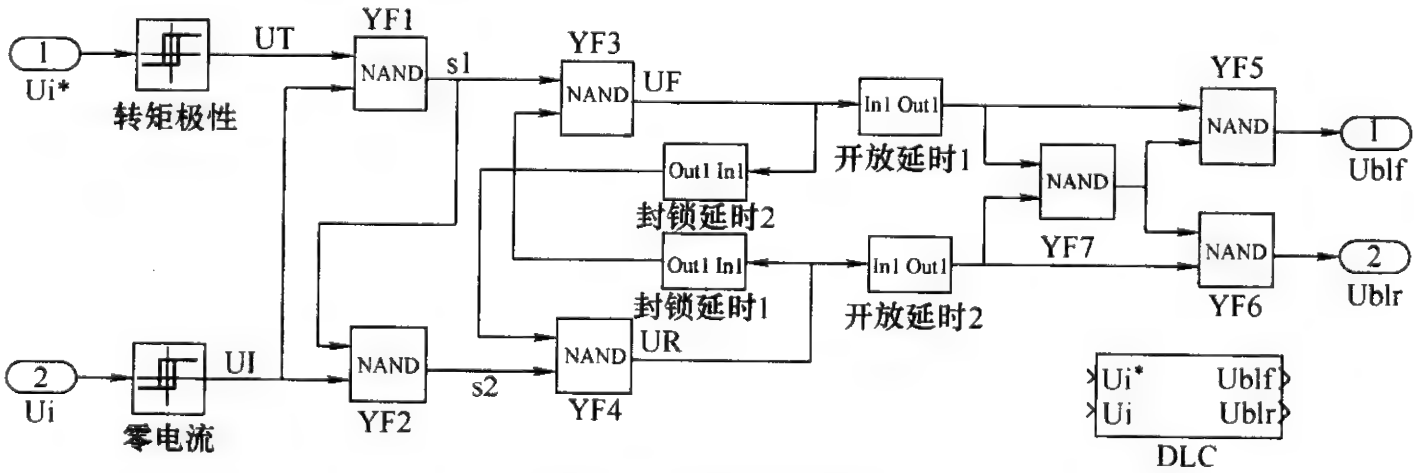 1
Ui*
转矩极性
UT
YF1
NAND
s1
YF3
NAND
UF
In1 Out1
开放延时1
YF5
NAND
1
Ublf
Out1 In1
封锁延时2
NAND
YF7
Out1 In1
封锁延时1
In1 Out1
开放延时2
NAND
YF6
2
Ublr
2
Ui
零电流
UI
NAND
YF2
s2
NAND
YF4
UR
Ui* Ublf
Ui Ublr
DLC